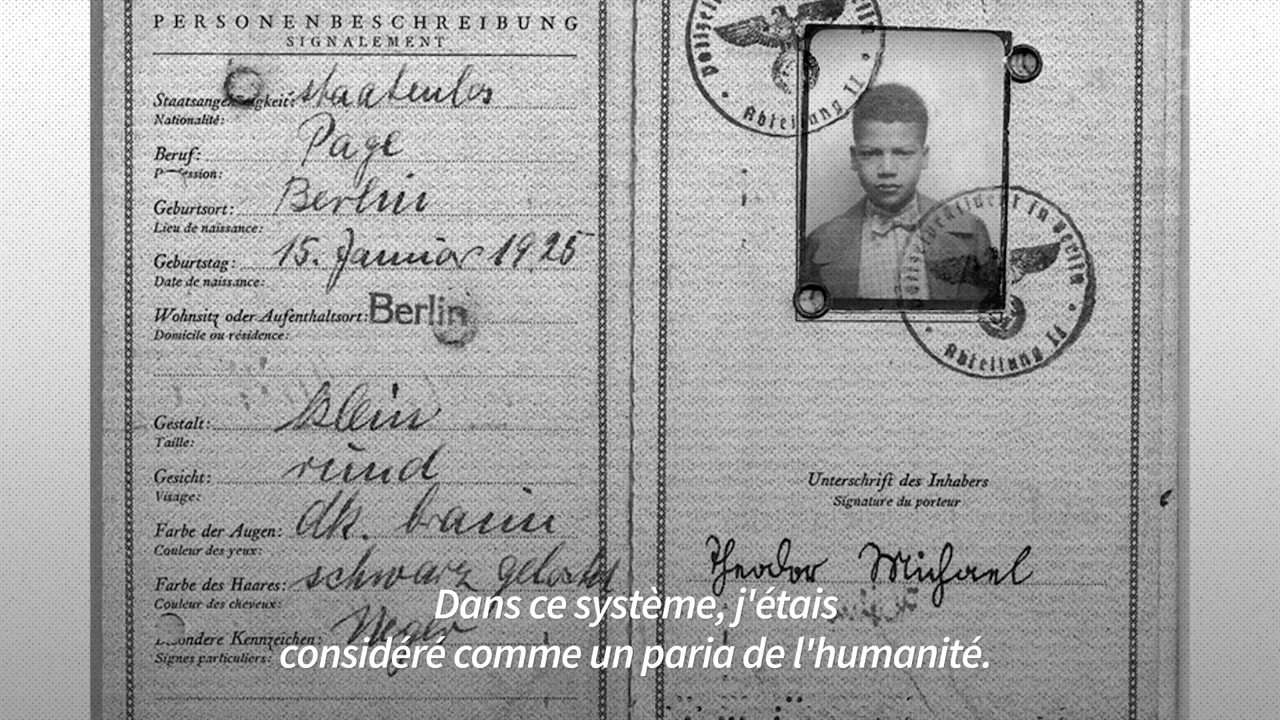 PERSONENBESCHREIBUNG
SIGNALEMENT
Staatsangehörigkeit: staatenlos
Nationalité:
Beruf: Page
Profession:
Geburtsort: Berlin
Lieu de naissance:
Geburtstag: 15. Januar 1925
Date de naissance:
Wohnsitz oder Aufenthaltsort: Berlin
Domicile ou résidence:
Gestalt: klein
Taille:
Gesicht: rund
Visage:
Farbe der Augen: dk. braun
Couleur des yeux:
Farbe des Haares: schwarz gelockt
Couleur des cheveux:
Besondere Kennzeichen: Neger
Signes particuliers:
Abteilung II
Polizeipräsident in Berlin
Abteilung II
Unterschrift des Inhabers
Signature du porteur
Theodor Michael
Dans ce système, j'étais
considéré comme un paria de l'humanité.